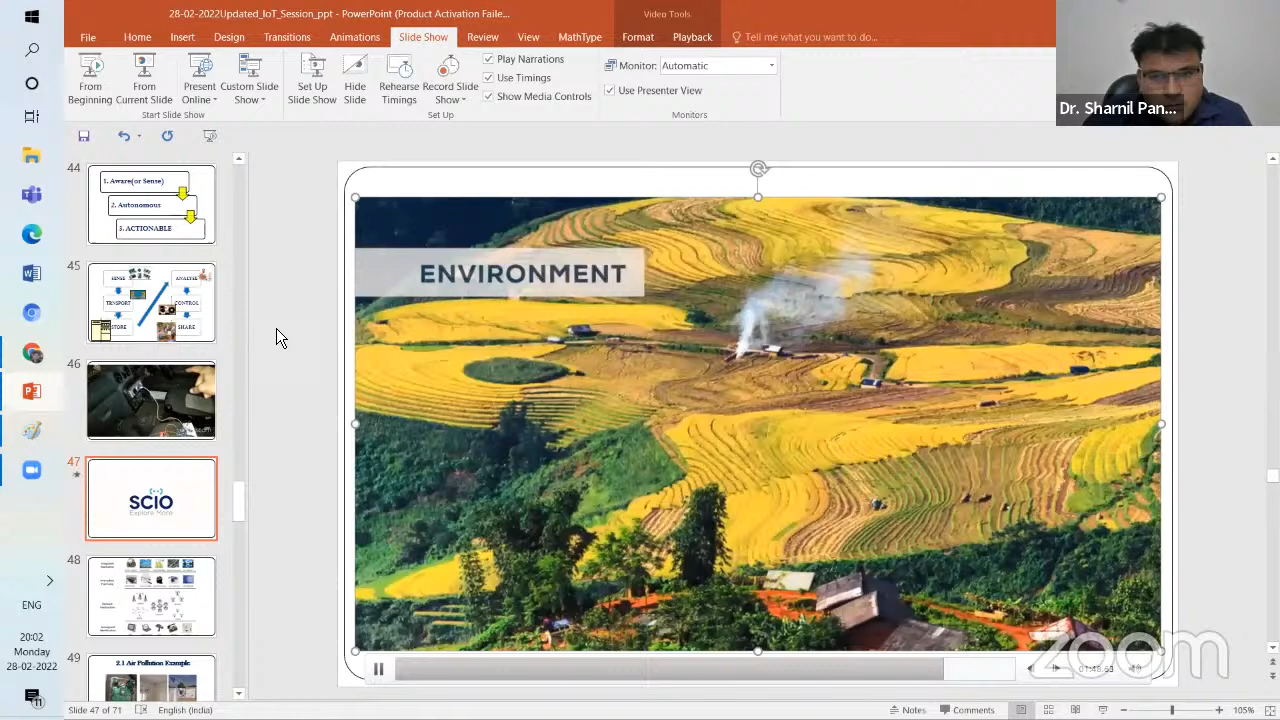 28-02-2022Updated_IoT_Session_ppt - PowerPoint (Product Activation Faile...
Video Tools
File Home Insert Design Transitions Animations Slide Show Review View MathType Format Playback Tell me what you want to do...
From Beginning
From Current Slide
Present Online
Custom Slide Show
Set Up Slide Show
Hide Slide
Rehearse Timings
Record Slide Show
Play Narrations
Use Timings
Show Media Controls
Monitor: Automatic
Use Presenter View
Start Slide Show
Set Up
Monitors
Dr. Sharnil Pan...
44
1. Aware(or Sense)
2. Autonomous
3. ACTIONABLE
45
SENSE
ANALYSE
TRNSPORT
CONTROL
STORE
SHARE
46
47
SCIO
Explore More
48
49
2.1 Air Pollution Example
ENVIRONMENT
zoom
ENG
20:02
Monday
28-02-2022
11
Slide 47 of 71
English (India)
Notes
Comments
105%